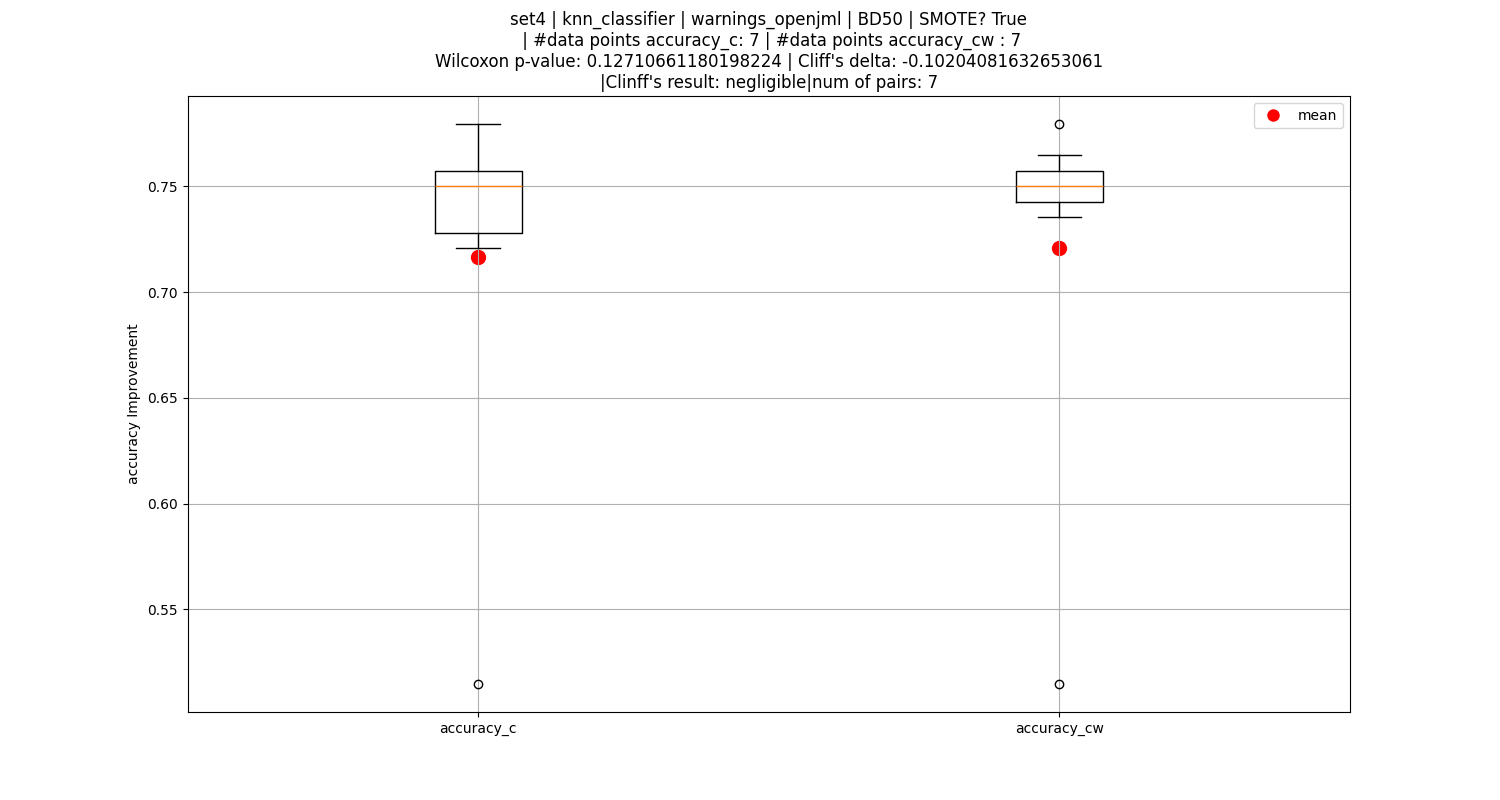 set4 | knn_classifier | warnings_openjml | BD50 | SMOTE? True
| #data points accuracy_c: 7 | #data points accuracy_cw : 7
Wilcoxon p-value: 0.12710661180198224 | Cliff's delta: -0.10204081632653061
|Clinff's result: negligible|num of pairs: 7
mean
0.75
0.70
0.65
0.60
0.55
accuracy Improvement
accuracy_c
accuracy_cw